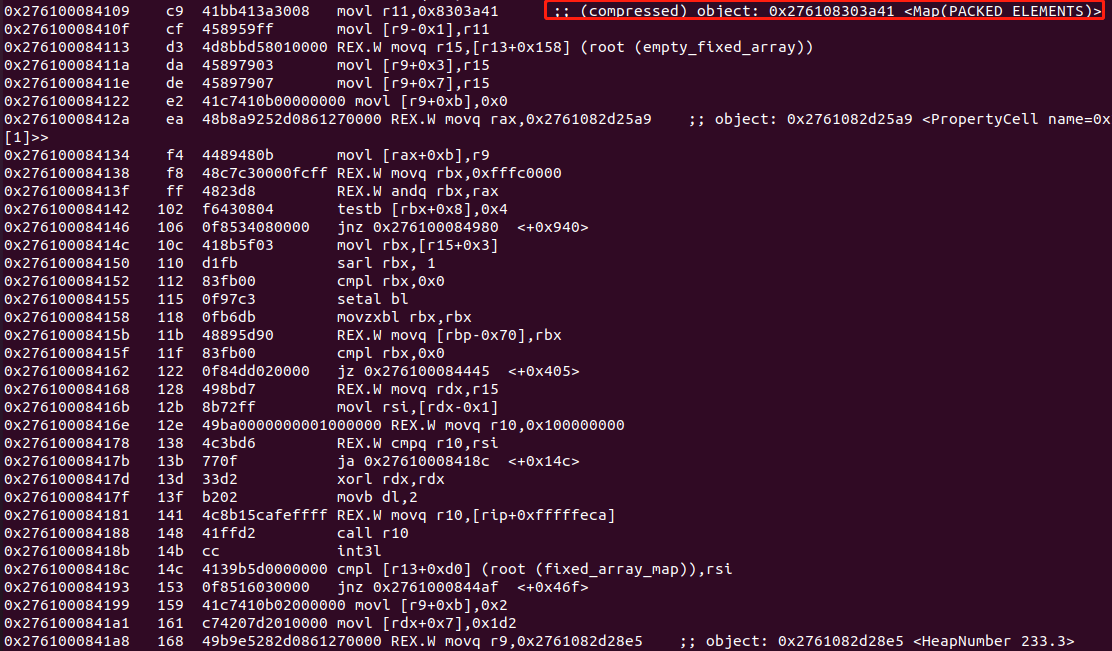 0x276100084109 c9 41bb413a3008 movl r11,0x8303a41 ;; (compressed) object: 0x276108303a41 <Map(PACKED_ELEMENTS)>
0x27610008410f cf 458959ff movl [r9-0x1],r11
0x276100084113 d3 4d8bbd58010000 REX.W movq r15,[r13+0x158] (root (empty_fixed_array))
0x27610008411a da 45897903 movl [r9+0x3],r15
0x27610008411e de 45897907 movl [r9+0x7],r15
0x276100084122 e2 41c7410b00000000 movl [r9+0xb],0x0
0x27610008412a ea 48b8a9252d0861270000 REX.W movq rax,0x2761082d25a9 ;; object: 0x2761082d25a9 <PropertyCell name=0x
[1]>>
0x276100084134 f4 4489480b movl [rax+0xb],r9
0x276100084138 f8 48c7c30000fcff REX.W movq rbx,0xfffc0000
0x27610008413f ff 4823d8 REX.W andq rbx,rax
0x276100084142 102 f6430804 testb [rbx+0x8],0x4
0x276100084146 106 0f8534080000 jnz 0x276100084980 <+0x940>
0x27610008414c 10c 418b5f03 movl rbx,[r15+0x3]
0x276100084150 110 d1fb sarl rbx, 1
0x276100084152 112 83fb00 cmpl rbx,0x0
0x276100084155 115 0f97c3 setal bl
0x276100084158 118 0fb6db movzxbl rbx,rbx
0x27610008415b 11b 48895d90 REX.W movq [rbp-0x70],rbx
0x27610008415f 11f 83fb00 cmpl rbx,0x0
0x276100084162 122 0f84dd020000 jz 0x276100084445 <+0x405>
0x276100084168 128 498bd7 REX.W movq rdx,r15
0x27610008416b 12b 8b72ff movl rsi,[rdx-0x1]
0x27610008416e 12e 49ba0000000001000000 REX.W movq r10,0x100000000
0x276100084178 138 4c3bd6 REX.W cmpq r10,rsi
0x27610008417b 13b 770f ja 0x27610008418c <+0x14c>
0x27610008417d 13d 33d2 xorl rdx,rdx
0x27610008417f 13f b202 movb dl,2
0x276100084181 141 4c8b15cafeffff REX.W movq r10,[rip+0xfffffeca]
0x276100084188 148 41ffd2 call r10
0x27610008418b 14b cc int3l
0x27610008418c 14c 4139b5d0000000 cmpl [r13+0xd0] (root (fixed_array_map)),rsi
0x276100084193 153 0f8516030000 jnz 0x2761000844af <+0x46f>
0x276100084199 159 41c7410b02000000 movl [r9+0xb],0x2
0x2761000841a1 161 c74207d2010000 movl [rdx+0x7],0x1d2
0x2761000841a8 168 49b9e5282d0861270000 REX.W movq r9,0x2761082d28e5 ;; object: 0x2761082d28e5 <HeapNumber 233.3>